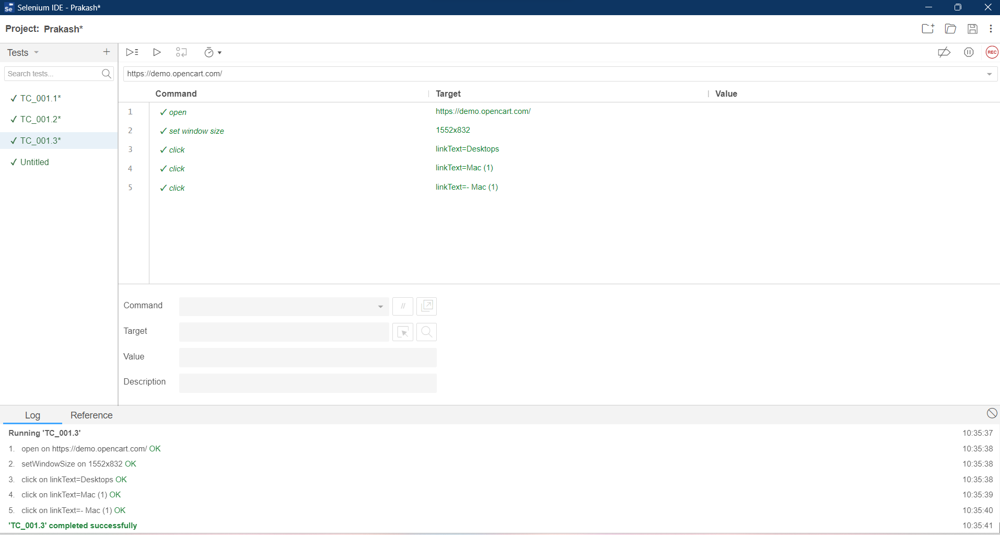 Se Selenium IDE - Prakash*
Project: Prakash*
Tests
REC
Search tests...
https://demo.opencart.com/
Command Target Value
TC_001.1*
TC_001.2*
TC_001.3*
Untitled
1 open https://demo.opencart.com/
2 set window size 1552x832
3 click linkText=Desktops
4 click linkText=Mac (1)
5 click linkText=- Mac (1)
Command //
Target
Value
Description
Log Reference
Running 'TC_001.3' 10:35:37
1. open on https://demo.opencart.com/ OK 10:35:38
2. setWindowSize on 1552x832 OK 10:35:38
3. click on linkText=Desktops OK 10:35:38
4. click on linkText=Mac (1) OK 10:35:39
5. click on linkText=- Mac (1) OK 10:35:40
'TC_001.3' completed successfully 10:35:41